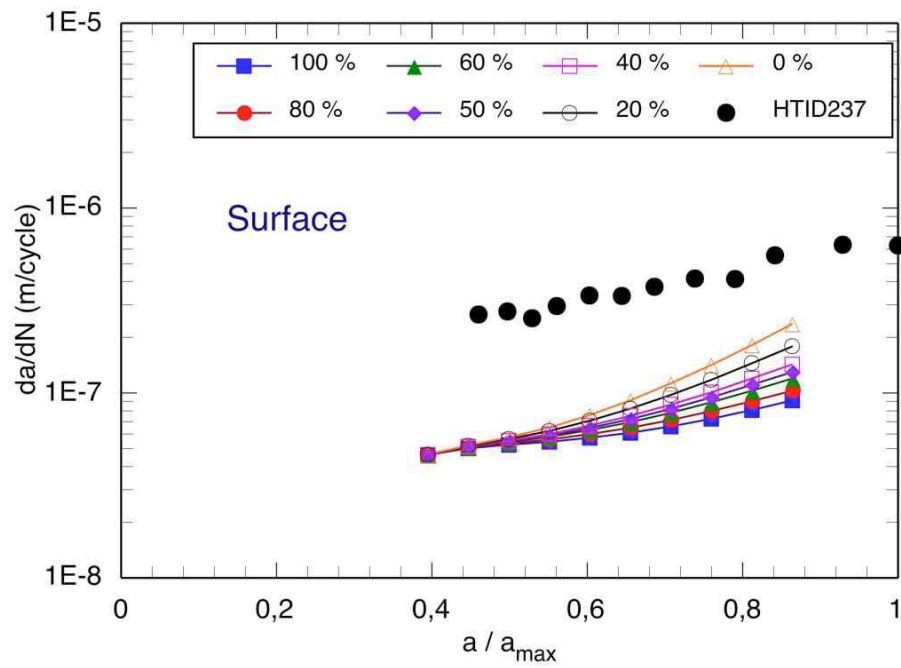 1E-5
100 % 60 % 40 % 0 %
80 % 50 % 20 % HTID237
1E-6
Surface
da/dN (m/cycle)
1E-7
1E-8
0 0,2 0,4 0,6 0,8 1
a / a_max